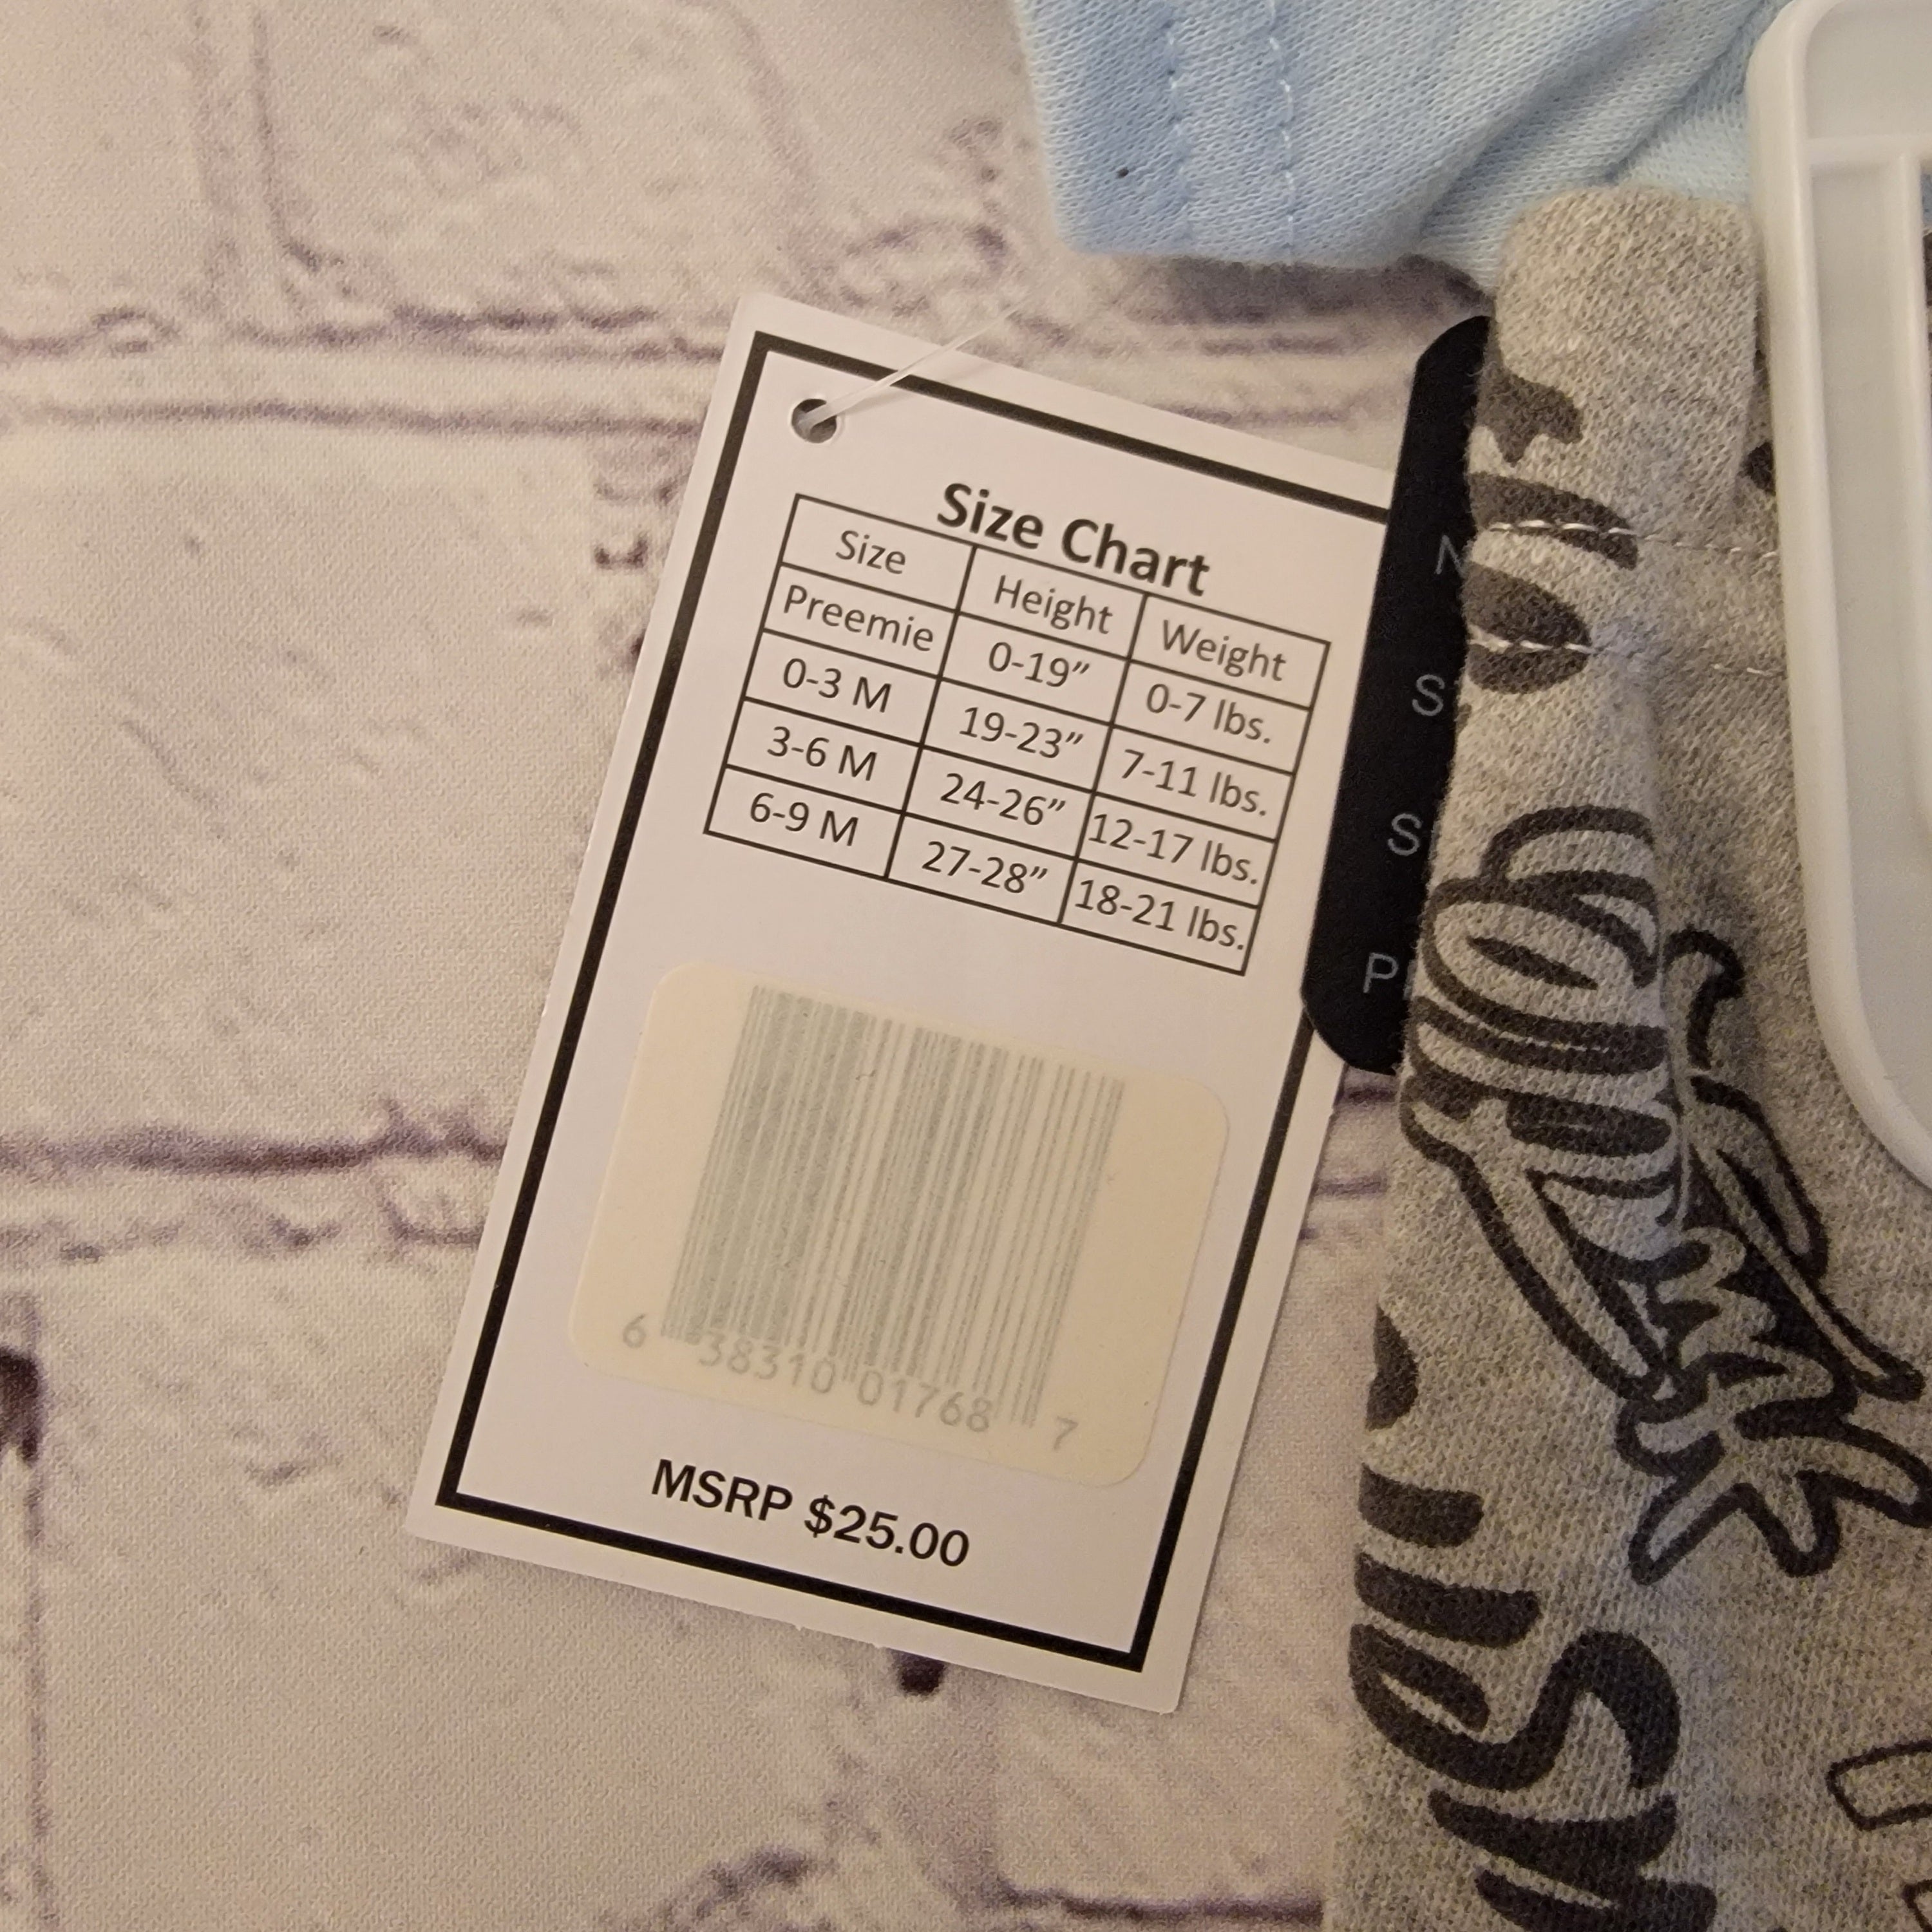 Size Chart
Size Height Weight
Preemie 0-19” 0-7 lbs.
0-3 M 19-23” 7-11 lbs.
3-6 M 24-26” 12-17 lbs.
6-9 M 27-28” 18-21 lbs.
6 38310 01768 7
MSRP $25.00